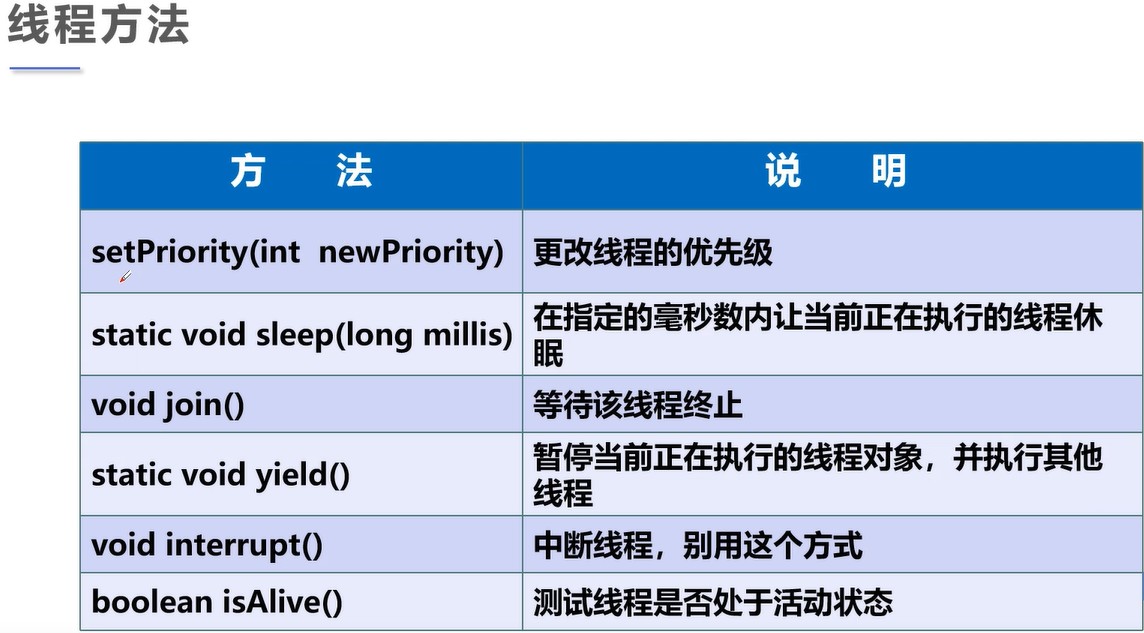 线程方法
方 法
说 明
setPriority(int newPriority)
更改线程的优先级
static void sleep(long millis)
在指定的毫秒数内让当前正在执行的线程休
眠
void join()
等待该线程终止
static void yield()
暂停当前正在执行的线程对象，并执行其他
线程
void interrupt()
中断线程，别用这个方式
boolean isAlive()
测试线程是否处于活动状态